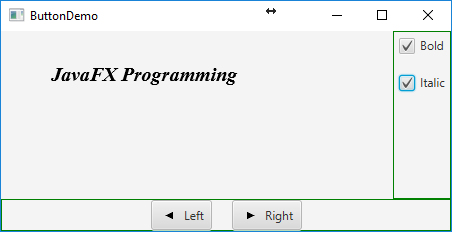 ButtonDemo
JavaFX Programming
Bold
Italic
Left
Right